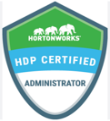 HORTONWORKS
HDP CERTIFIED
ADMINISTRATOR